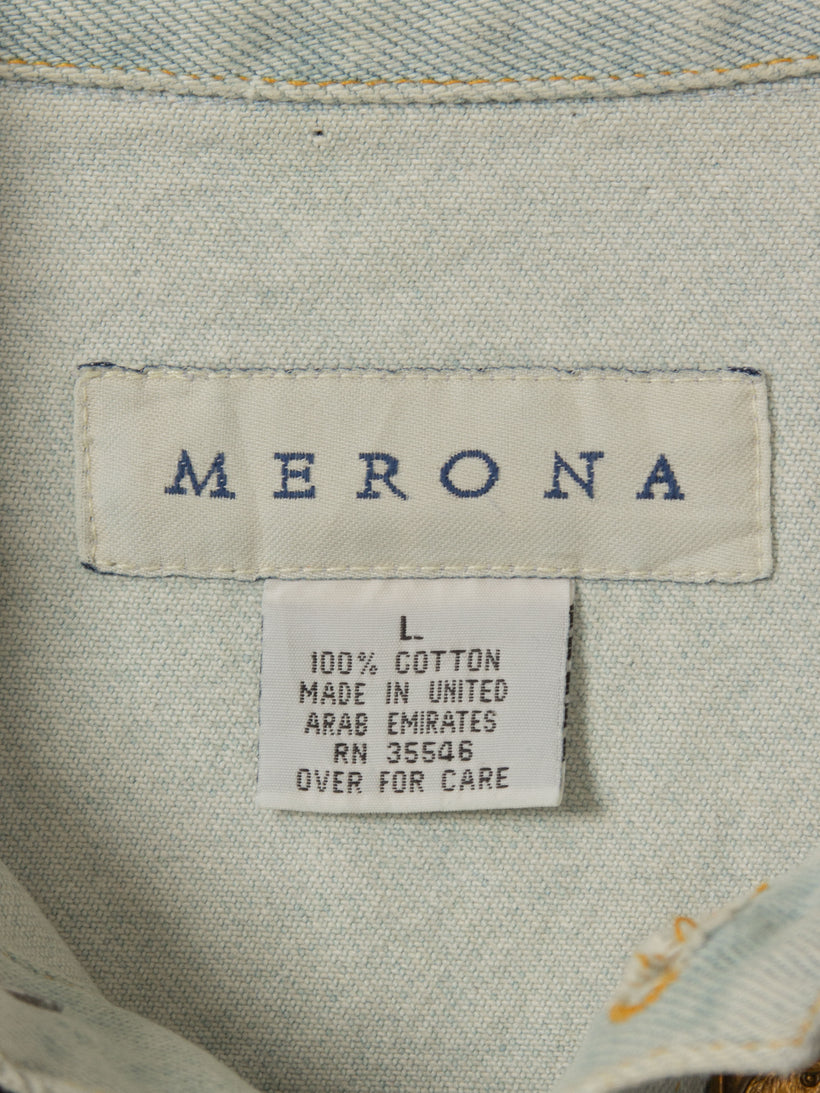 MERONA
L
100% COTTON
MADE IN UNITED
ARAB EMIRATES
RN 35546
OVER FOR CARE